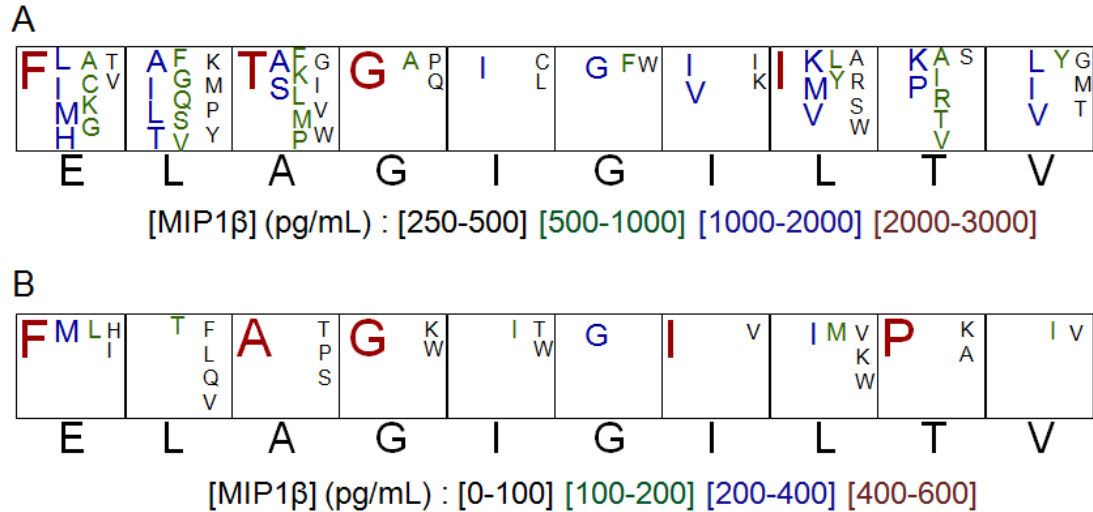 A
F L A T A F K T A F G G A P I C G F W I I I K L A K A S L Y G
I C V I G M S K I Q L V K M Y R P I I M
M K L Q P L V V S R V T
H G T S Y M W W T
V P V
E L A G I G I L T V
[MIP1β] (pg/mL) : [250-500] [500-1000] [1000-2000] [2000-3000]
B
F M L H T F A T G K I T G I V I M V P K I V
I L P W W K A
Q S W
V
E L A G I G I L T V
[MIP1β] (pg/mL) : [0-100] [100-200] [200-400] [400-600]